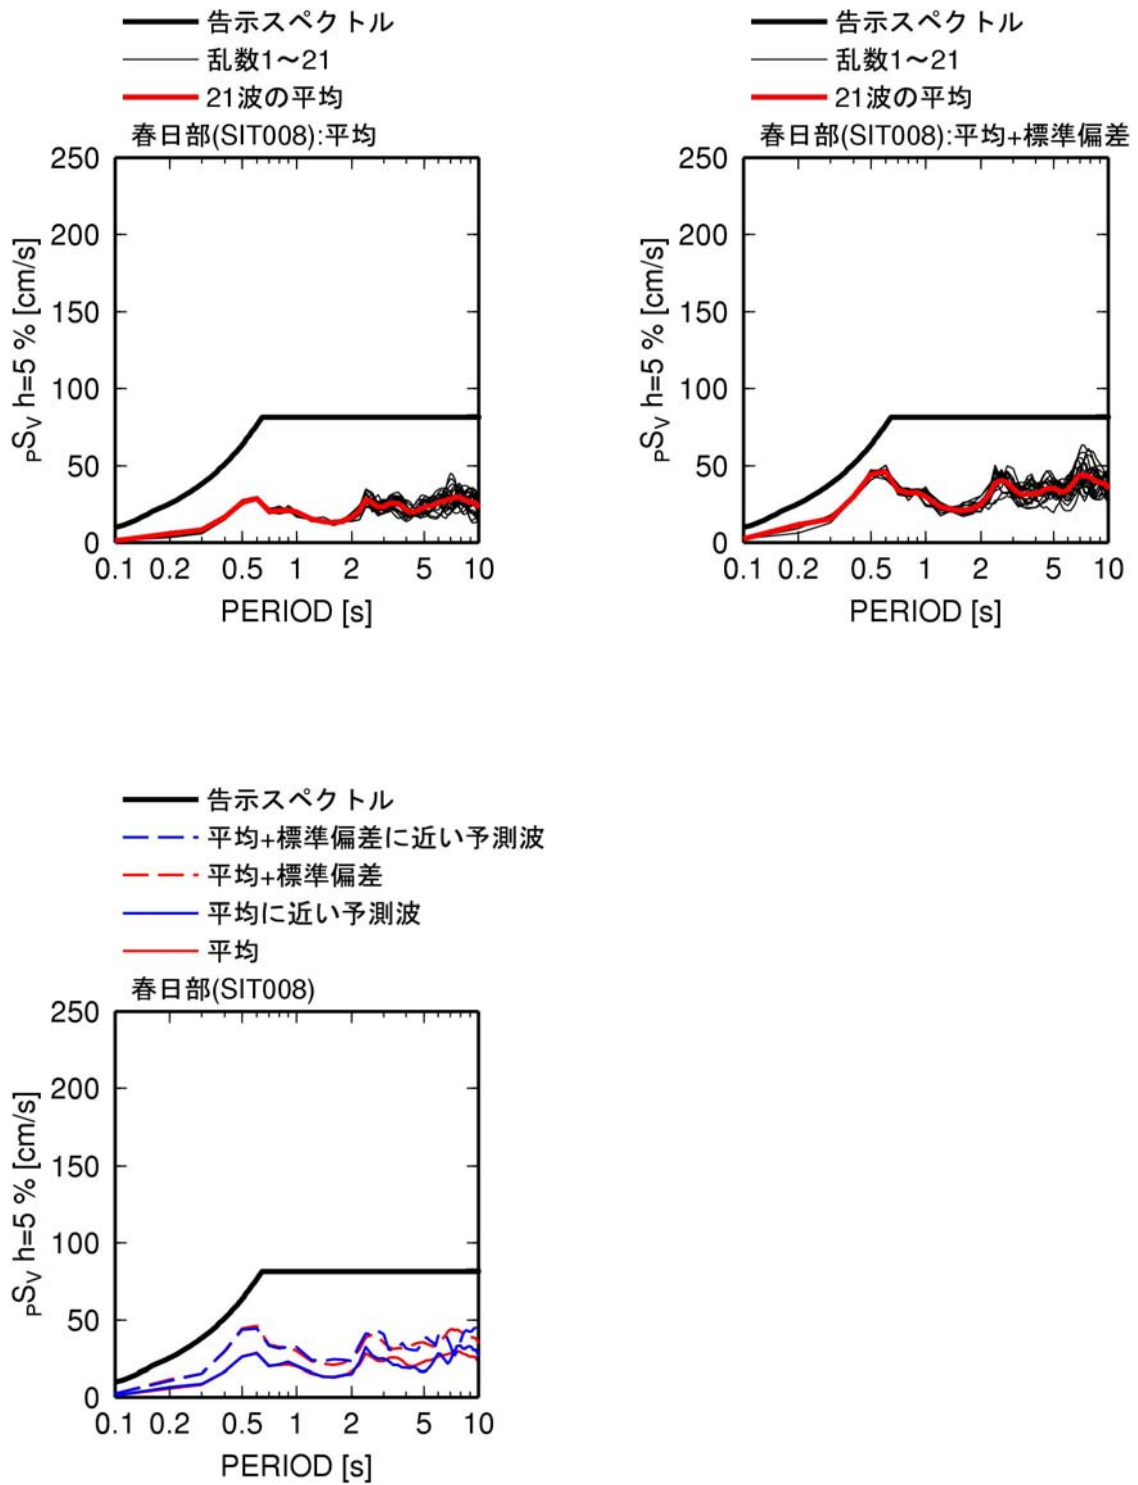 告示スペクトル
乱数1〜21
21波の平均
春日部(SIT008):平均
250
200
150
100
50
0
PSV h=5 % [cm/s]
0.1 0.2 0.5 1 2 5 10
PERIOD [s]
告示スペクトル
乱数1〜21
21波の平均
春日部(SIT008):平均+標準偏差
250
200
150
100
50
0
PSV h=5 % [cm/s]
0.1 0.2 0.5 1 2 5 10
PERIOD [s]
告示スペクトル
平均+標準偏差に近い予測波
平均+標準偏差
平均に近い予測波
平均
春日部(SIT008)
250
200
150
100
50
0
PSV h=5 % [cm/s]
0.1 0.2 0.5 1 2 5 10
PERIOD [s]